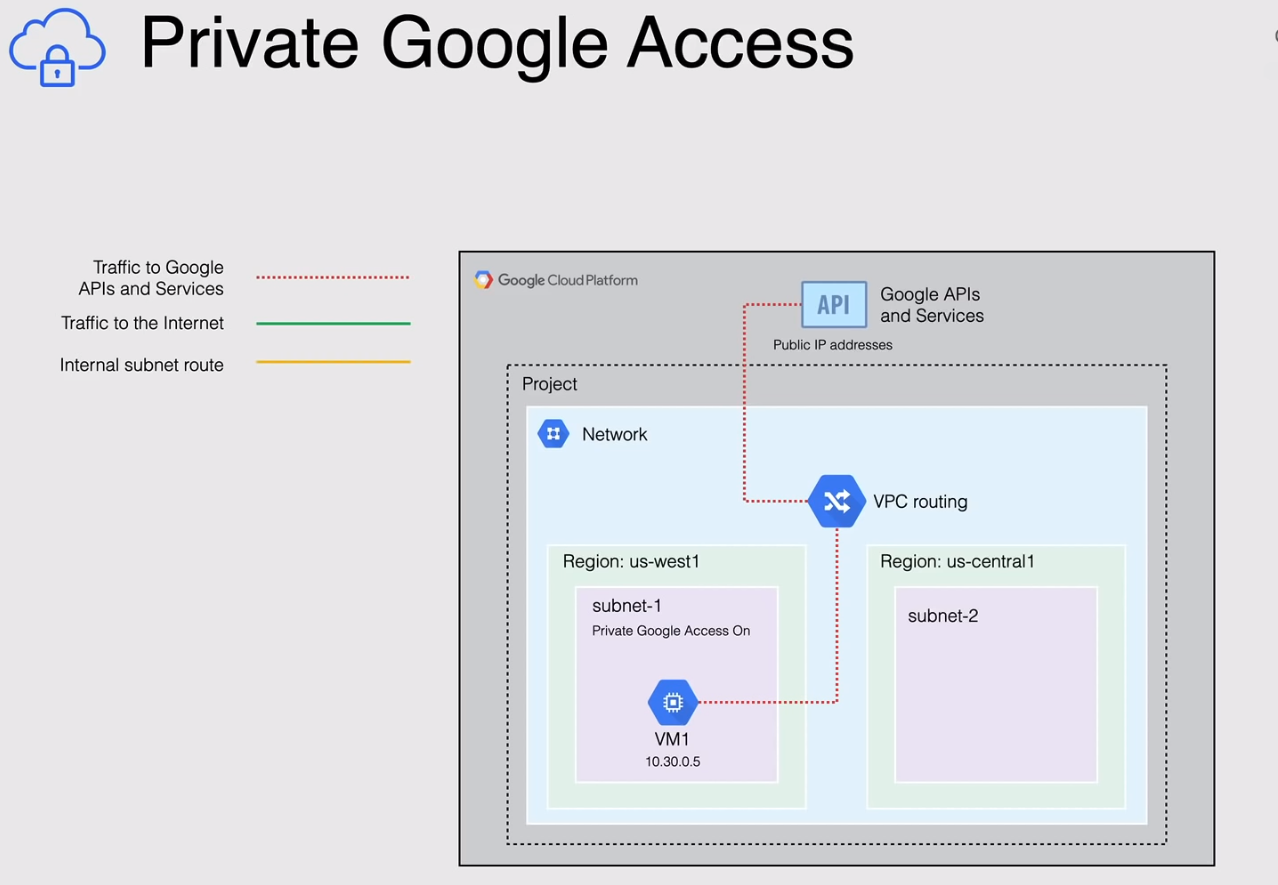 Private Google Access
Traffic to Google
APIs and Services
Traffic to the Internet
Internal subnet route
Google Cloud Platform
API
Google APIs
and Services
Public IP addresses
Project
Network
VPC routing
Region: us-west1
subnet-1
Private Google Access On
VM1
10.30.0.5
Region: us-central1
subnet-2